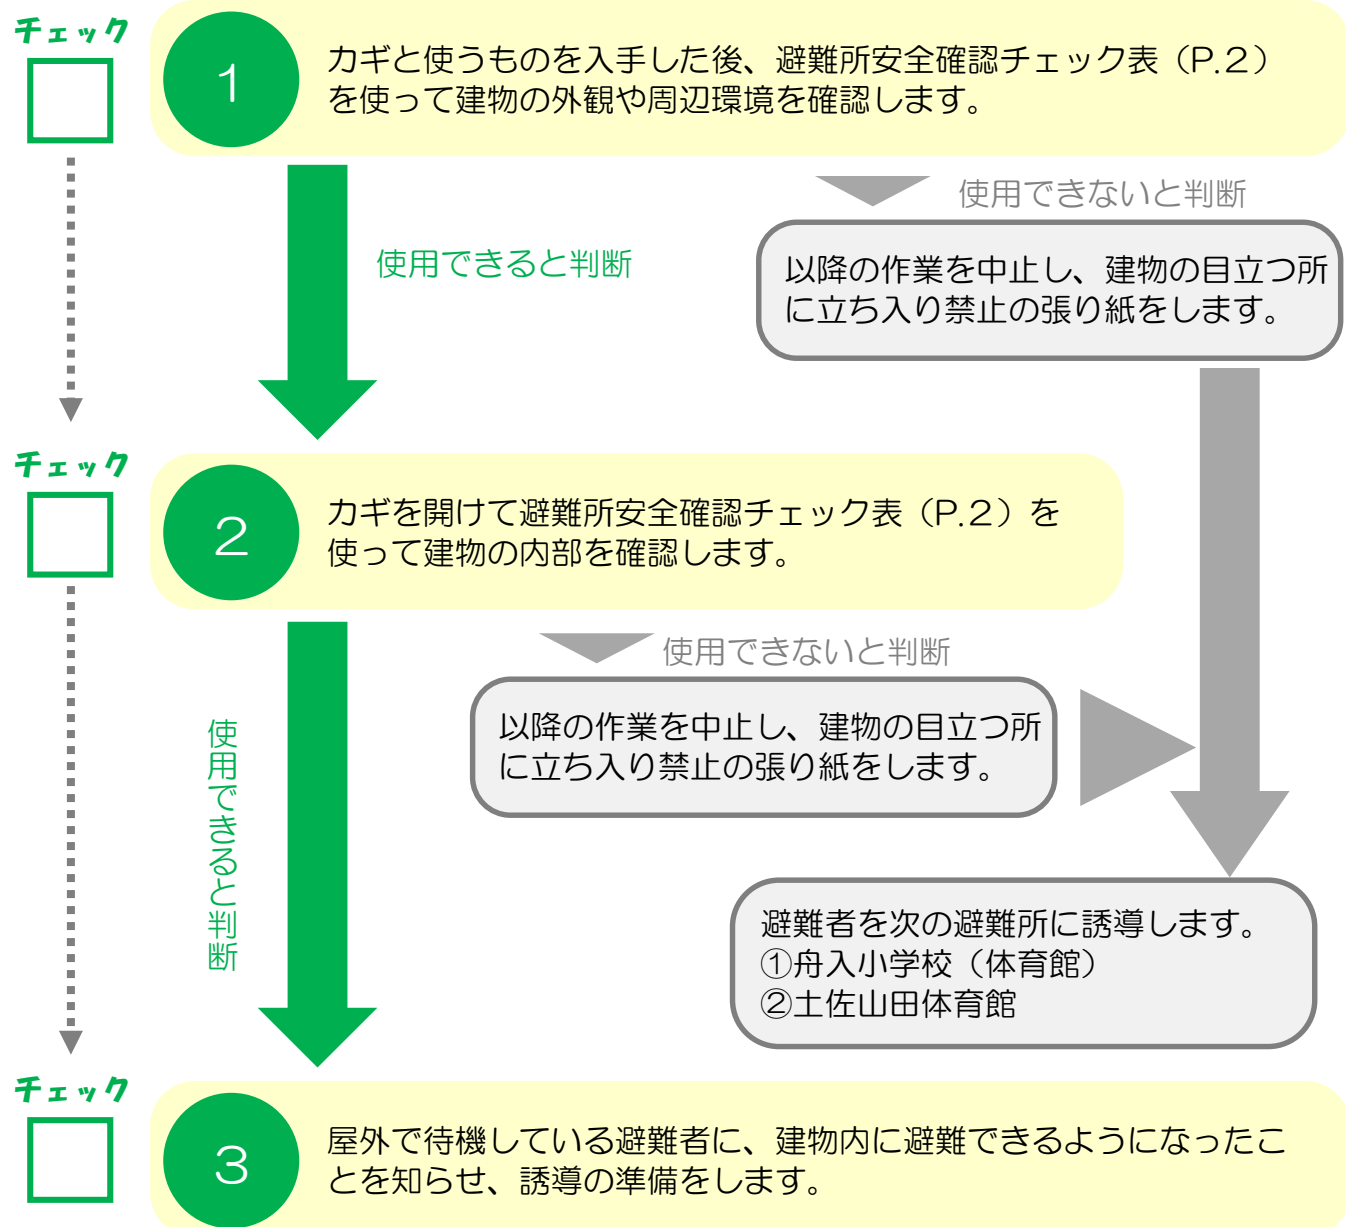 チェック
1
カギと使うものを入手した後、避難所安全確認チェック表（P.2）
を使って建物の外観や周辺環境を確認します。
使用できないと判断
使用できると判断
以降の作業を中止し、建物の目立つ所
に立ち入り禁止の張り紙をします。
チェック
2
カギを開けて避難所安全確認チェック表（P.2）を
使って建物の内部を確認します。
使用できないと判断
使用できると判断
以降の作業を中止し、建物の目立つ所
に立ち入り禁止の張り紙をします。
避難者を次の避難所に誘導します。
①舟入小学校（体育館）
②土佐山田体育館
チェック
3
屋外で待機している避難者に、建物内に避難できるようになったこ
とを知らせ、誘導の準備をします。